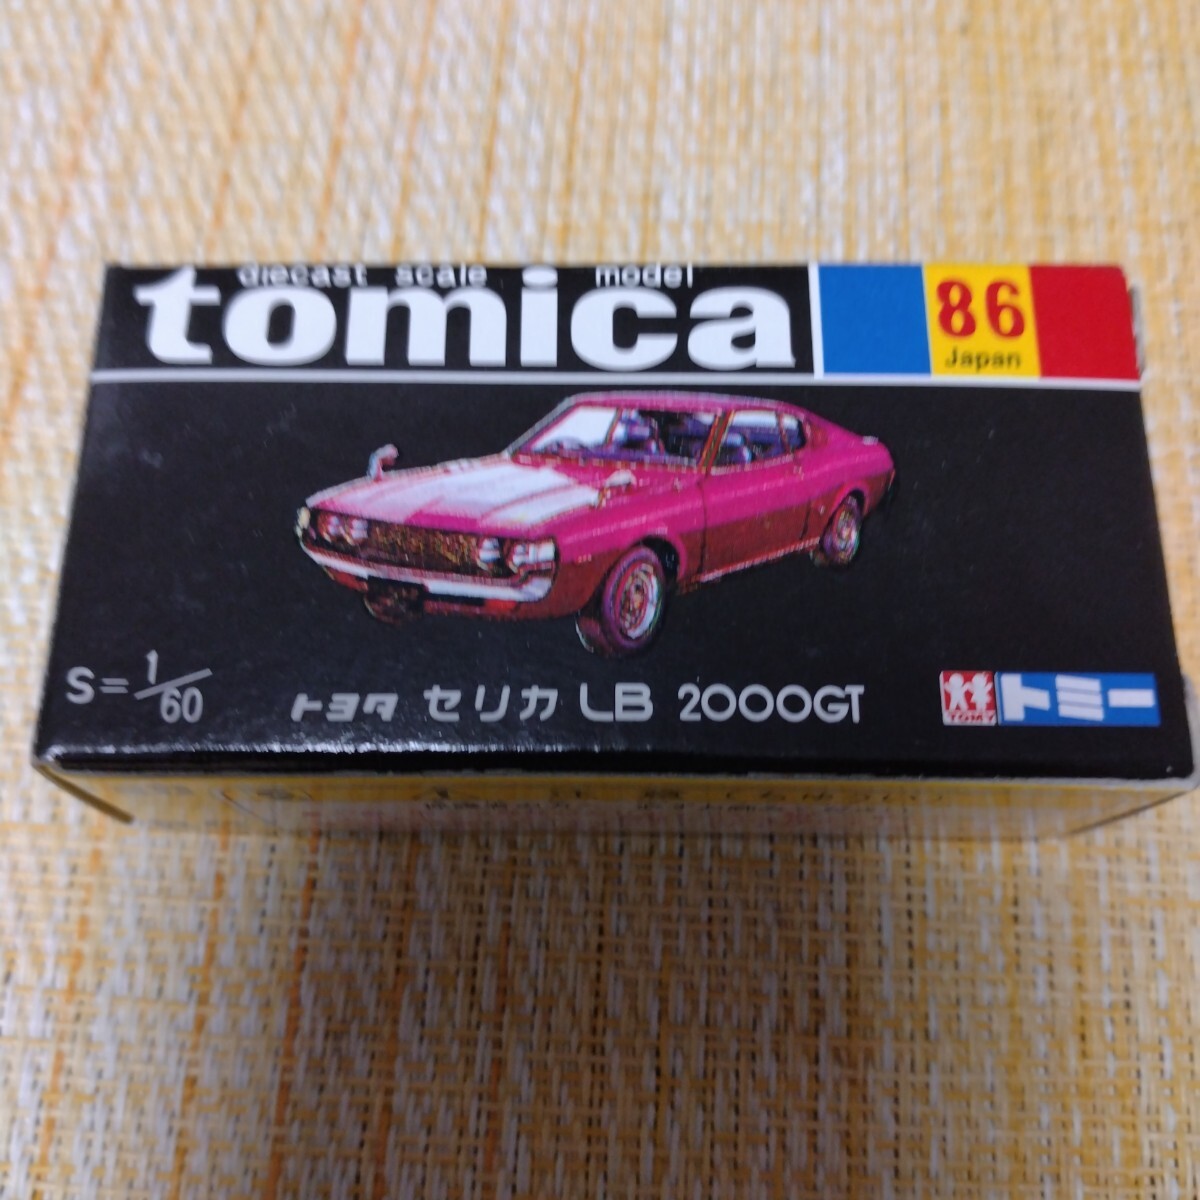 diecast scale model
tomica
86
Japan
S=1/60
トヨタ セリカ LB 2000GT
TOMY
トミー